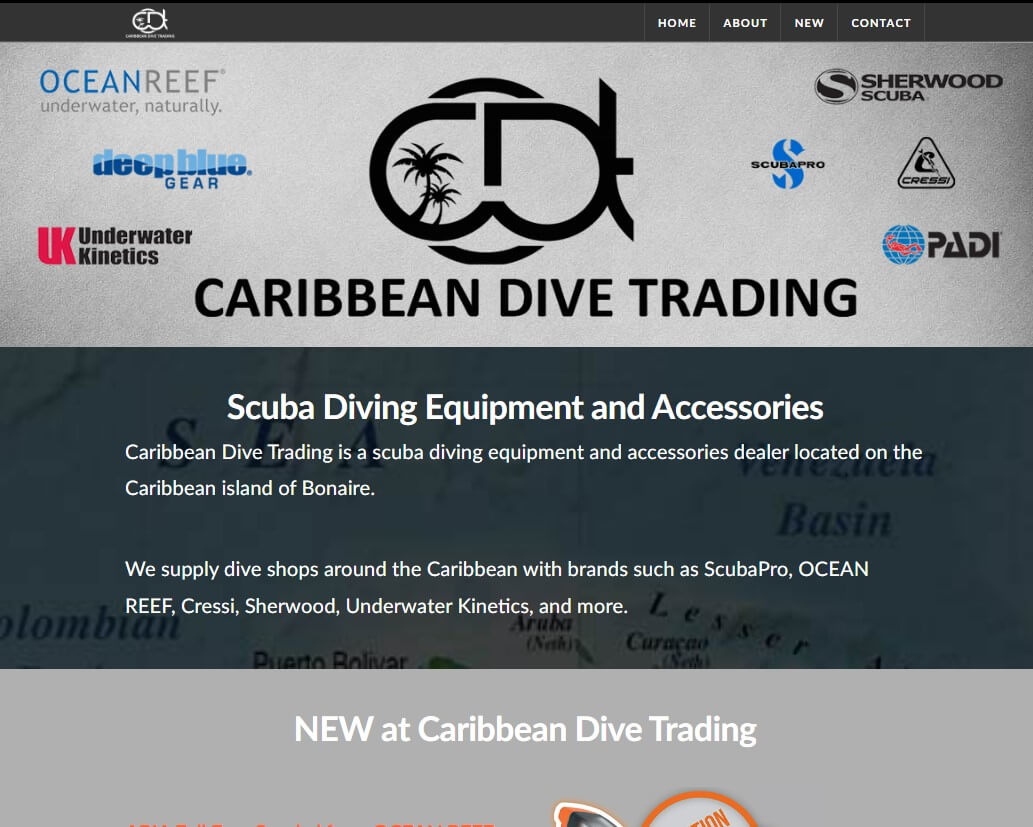 CARIBBEAN DIVE TRADING
HOME ABOUT NEW CONTACT
OCEANREEF®
underwater, naturally.
deep blue
GEAR
UK Underwater
Kinetics
SHERWOOD
SCUBA
SCUBAPRO
CRESSI
PADI
CARIBBEAN DIVE TRADING
Scuba Diving Equipment and Accessories
Caribbean Dive Trading is a scuba diving equipment and accessories dealer located on the
Caribbean island of Bonaire.
We supply dive shops around the Caribbean with brands such as ScubaPro, OCEAN
REEF, Cressi, Sherwood, Underwater Kinetics, and more.
SEA
Venezuela
Basin
olombian
Aruba
(Neth)
Curaçao
(Neth)
Lesser
Puerto Bolivar
NEW at Caribbean Dive Trading